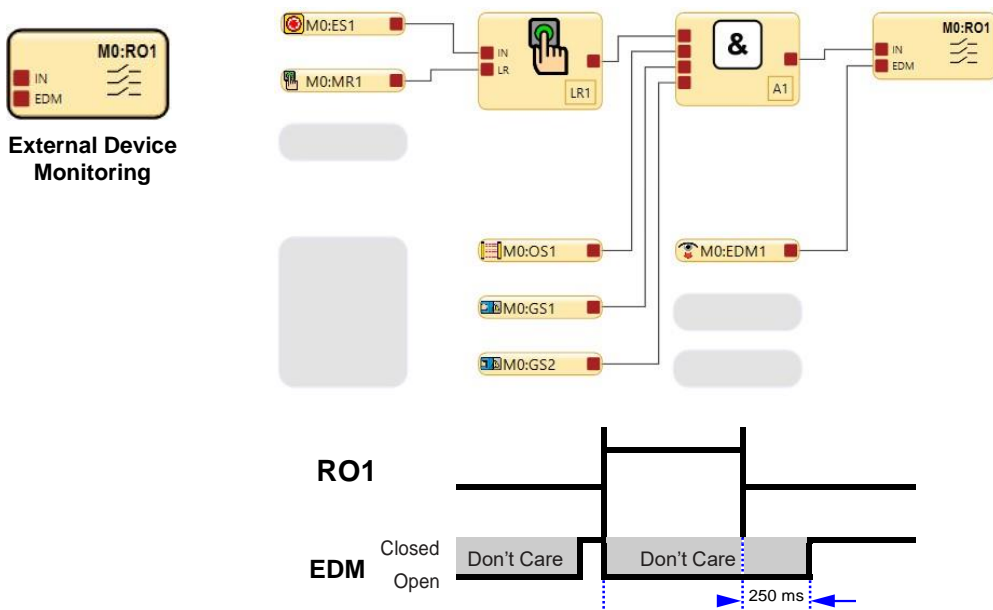 M0:RO1
IN
EDM
External Device
Monitoring
M0:ES1
M0:MR1
IN
LR
LR1
&
A1
M0:RO1
IN
EDM
M0:OS1
M0:EDM1
M0:GS1
M0:GS2
RO1
EDM
Closed
Open
Don't Care
Don't Care
250 ms